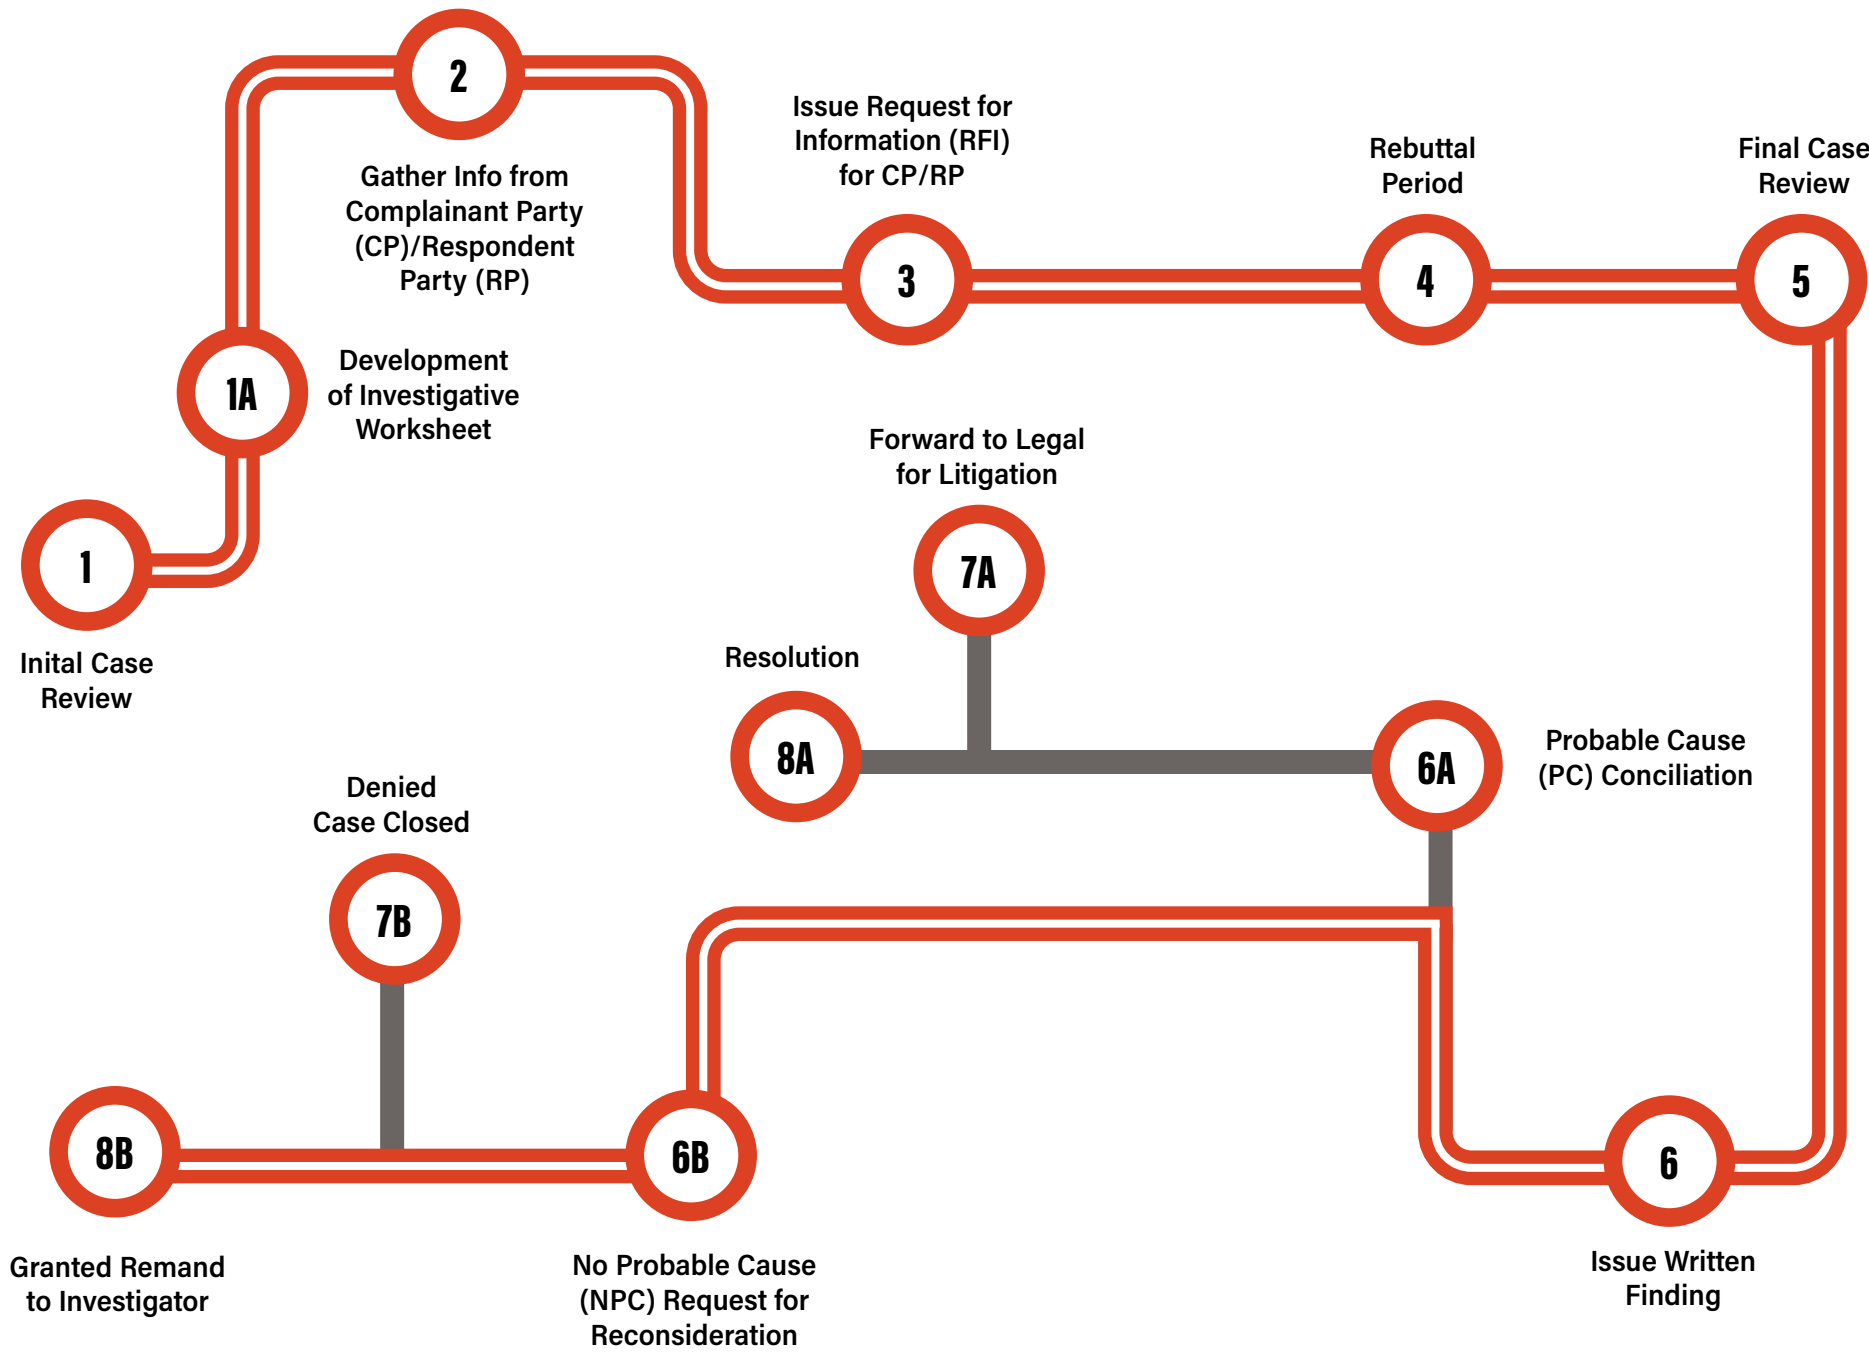 2
Gather Info from
Complainant Party
(CP)/Respondent
Party (RP)
Issue Request for
Information (RFI)
for CP/RP
3
Rebuttal
Period
4
Final Case
Review
5
1A
Development
of Investigative
Worksheet
1
Inital Case
Review
Forward to Legal
for Litigation
7A
Resolution
8A
6A
Probable Cause
(PC) Conciliation
Denied
Case Closed
7B
8B
Granted Remand
to Investigator
6B
No Probable Cause
(NPC) Request for
Reconsideration
6
Issue Written
Finding